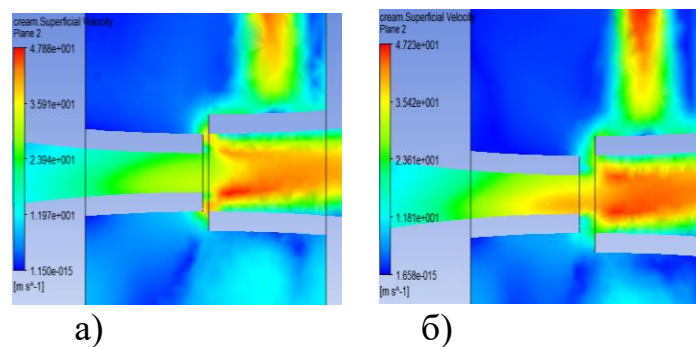 cream.Superficial Velocity
Plane 2
4.788e+001
3.591e+001
2.394e+001
1.197e+001
1.150e-015
[m s^-1]
а)
cream.Superficial Velocity
Plane 2
4.723e+001
3.542e+001
2.361e+001
1.181e+001
1.658e-015
[m s^-1]
б)